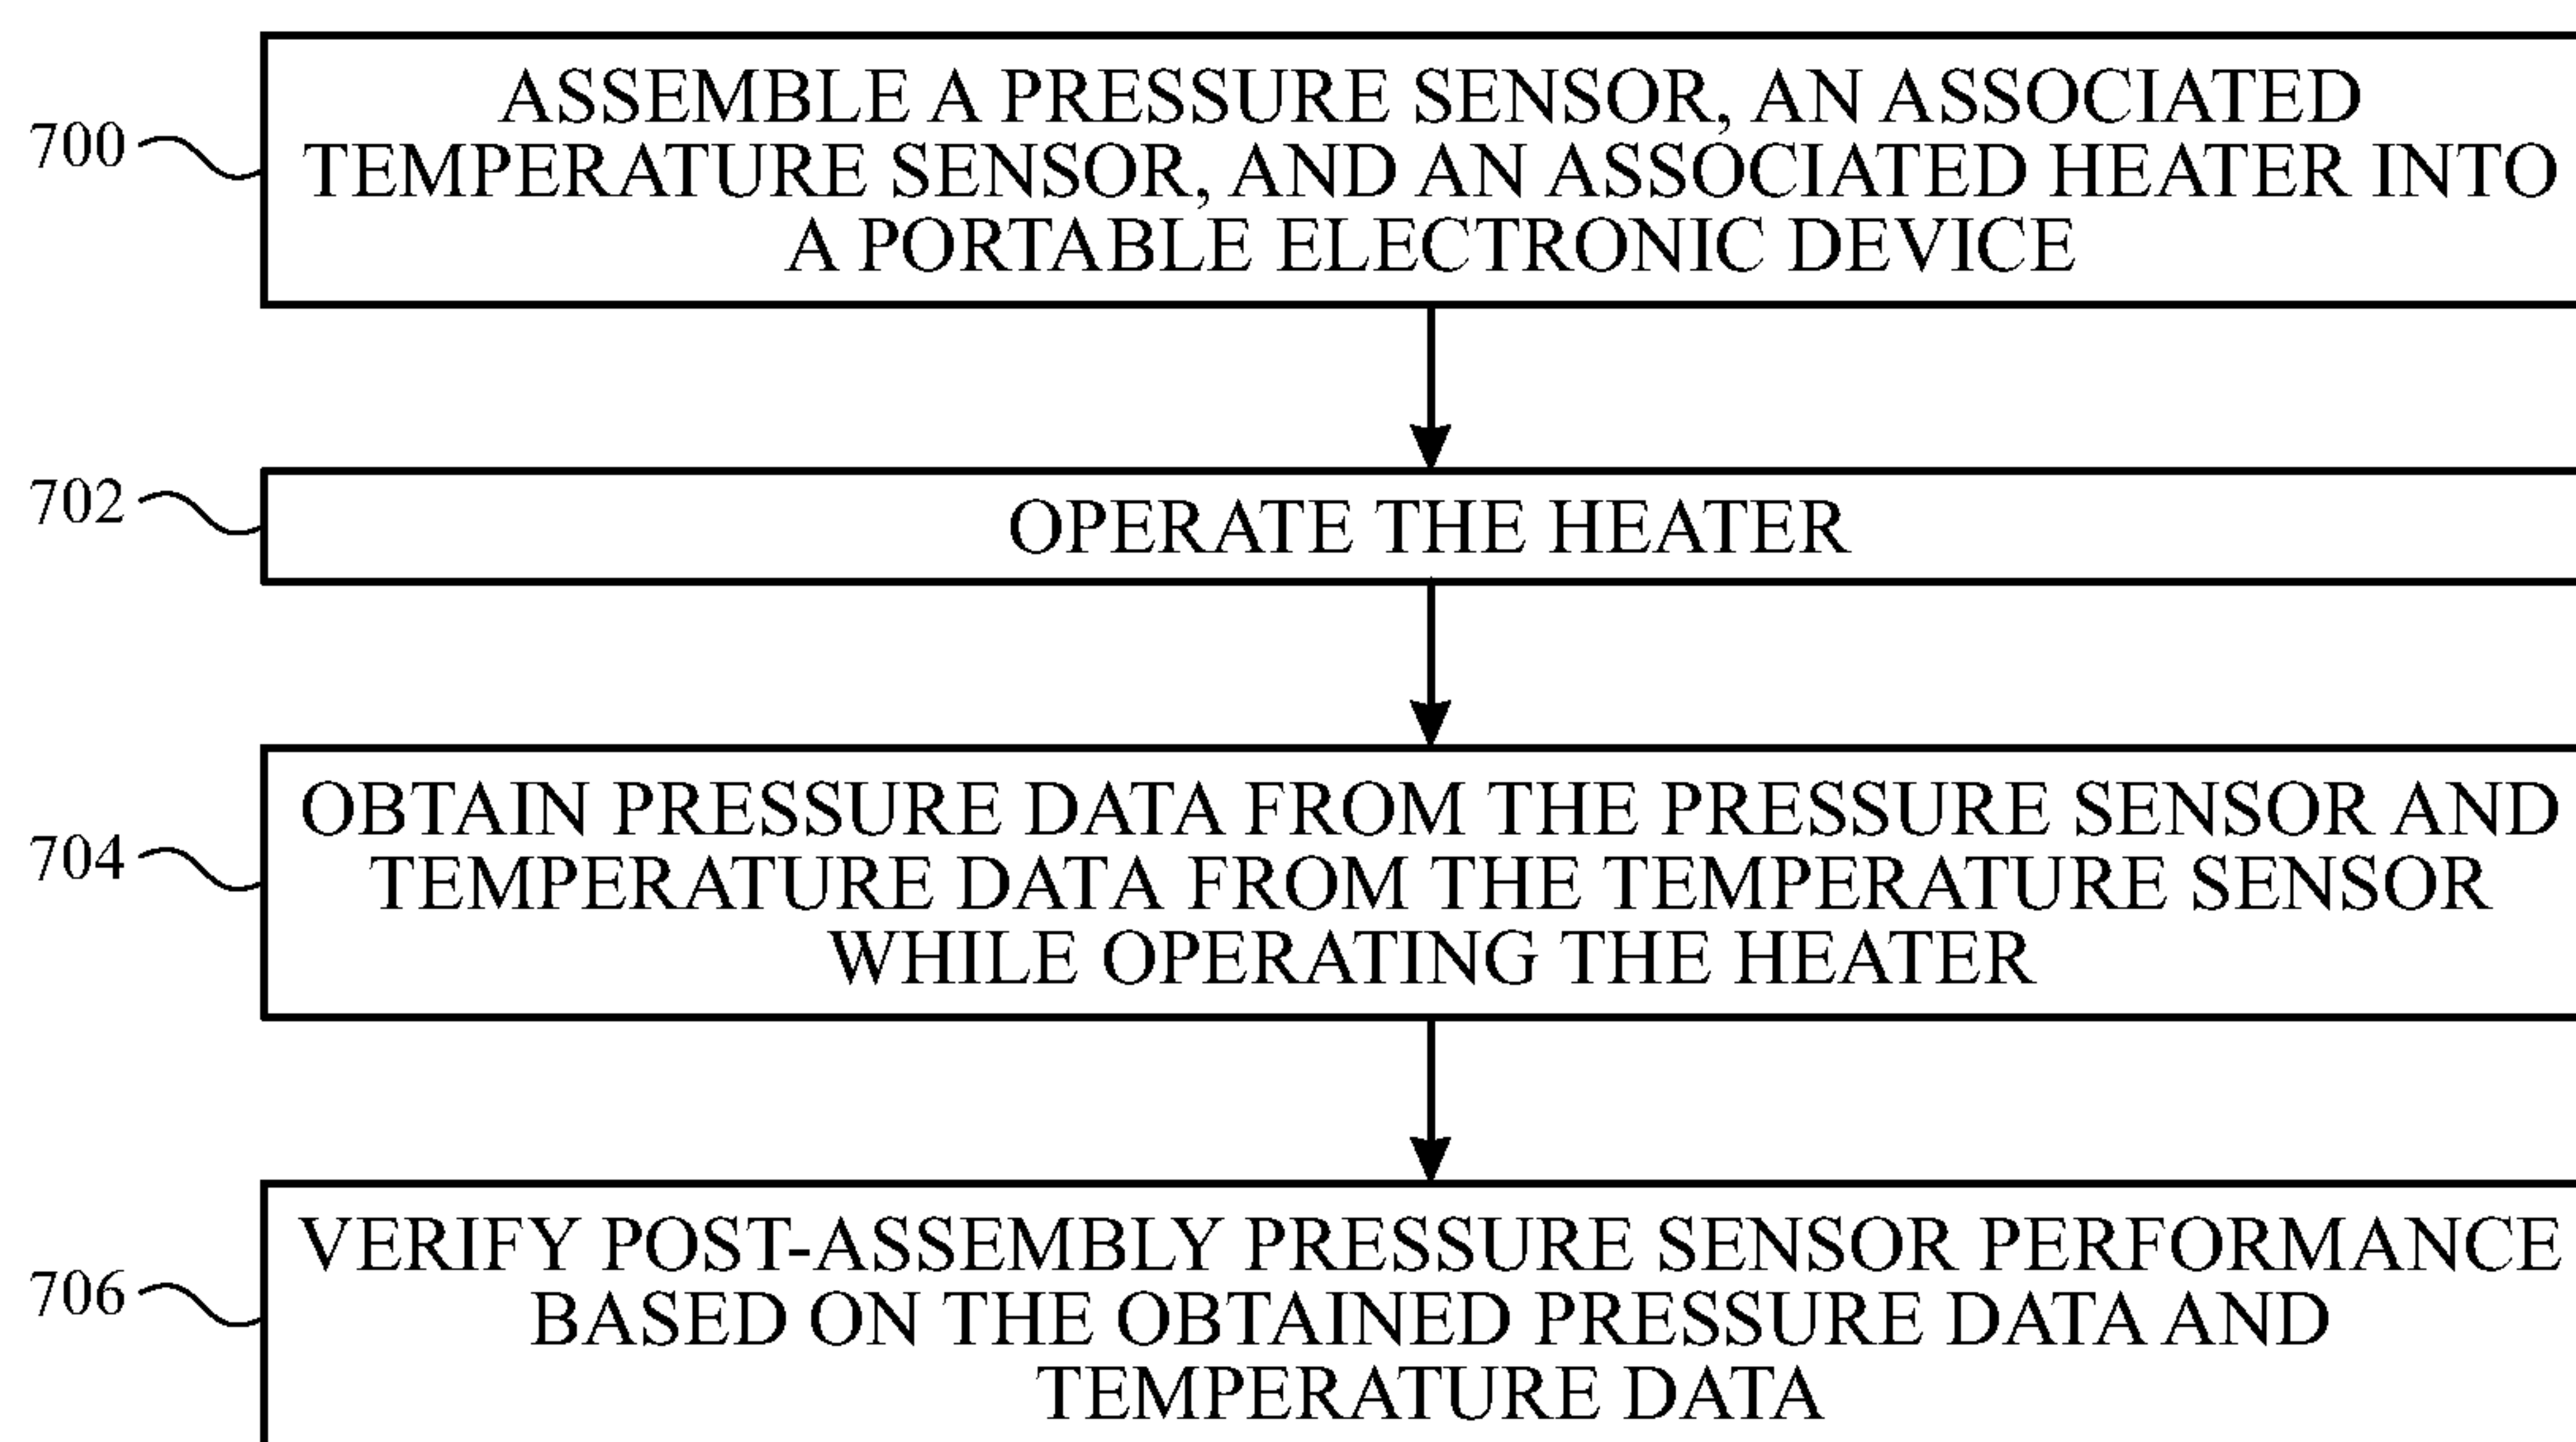 700
ASSEMBLE A PRESSURE SENSOR, AN ASSOCIATED
TEMPERATURE SENSOR, AND AN ASSOCIATED HEATER INTO
A PORTABLE ELECTRONIC DEVICE
702
OPERATE THE HEATER
704
OBTAIN PRESSURE DATA FROM THE PRESSURE SENSOR AND
TEMPERATURE DATA FROM THE TEMPERATURE SENSOR
WHILE OPERATING THE HEATER
706
VERIFY POST-ASSEMBLY PRESSURE SENSOR PERFORMANCE
BASED ON THE OBTAINED PRESSURE DATA AND
TEMPERATURE DATA